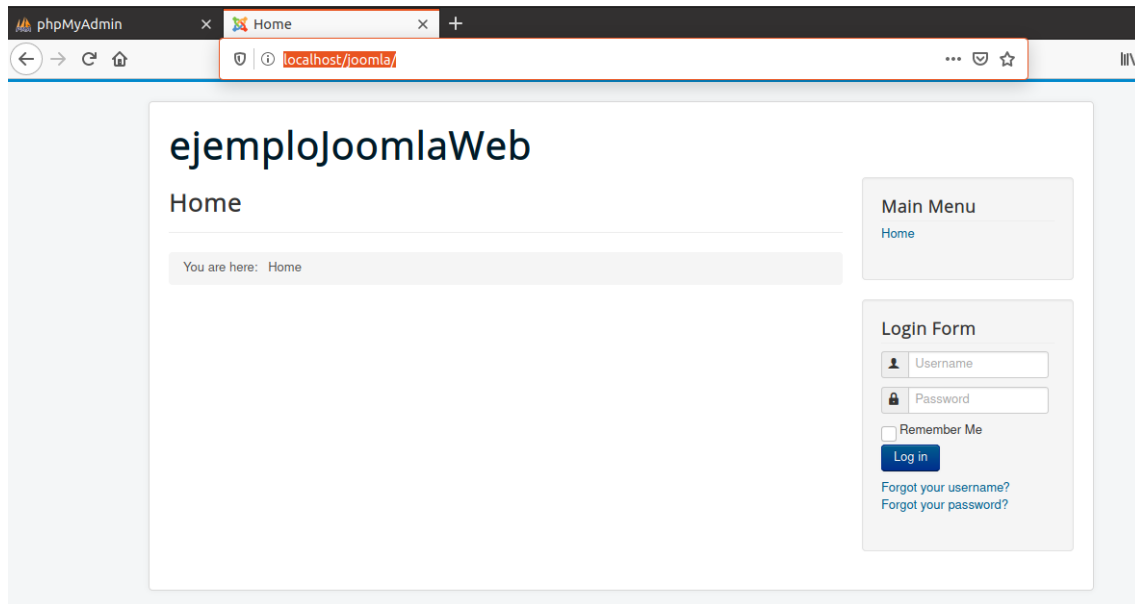 phpMyAdmin
Home
localhost/joomla/
ejemploJoomlaWeb
Home
You are here: Home
Main Menu
Home
Login Form
Username
Password
Remember Me
Log in
Forgot your username?
Forgot your password?